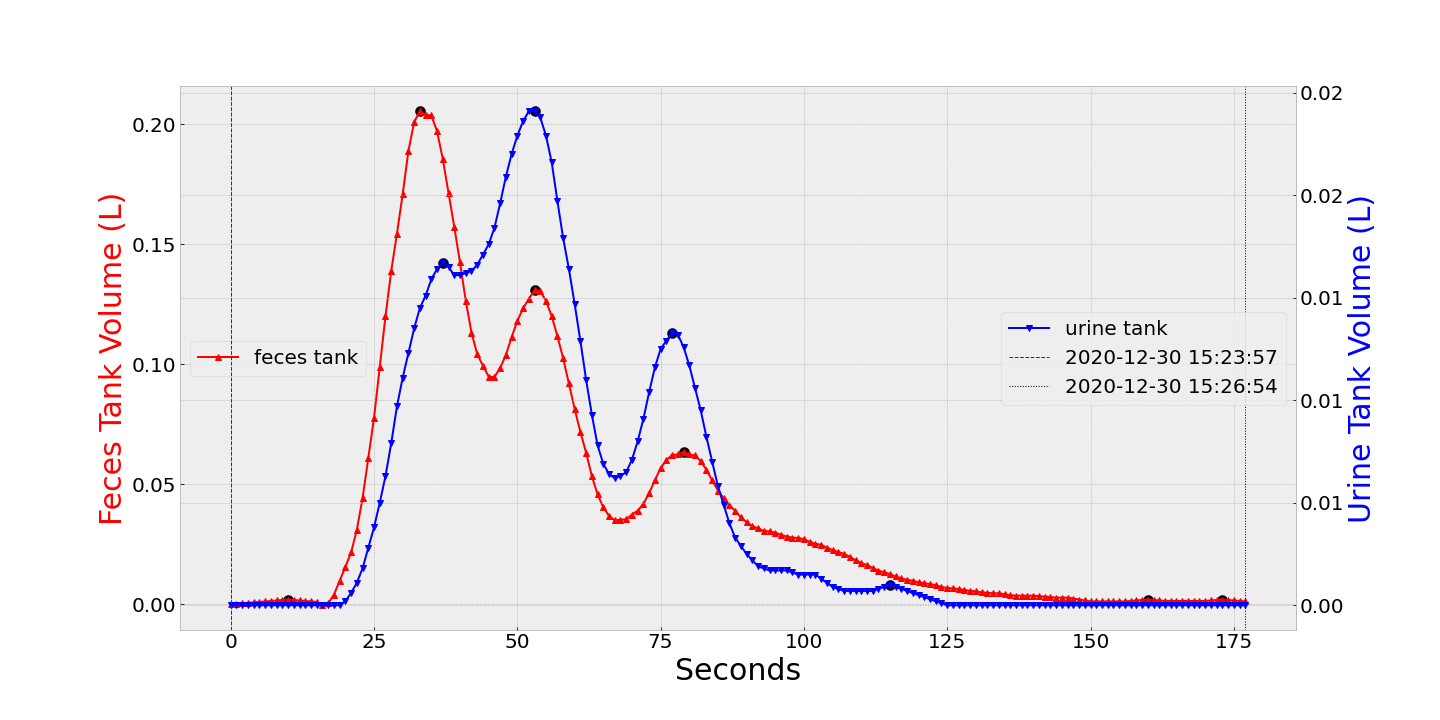 Feces Tank Volume (L)
0.20
0.15
0.10
0.05
0.00
feces tank
urine tank
2020-12-30 15:23:57
2020-12-30 15:26:54
0.02
0.02
0.01
0.01
0.01
0.00
Urine Tank Volume (L)
0 25 50 75 100 125 150 175
Seconds